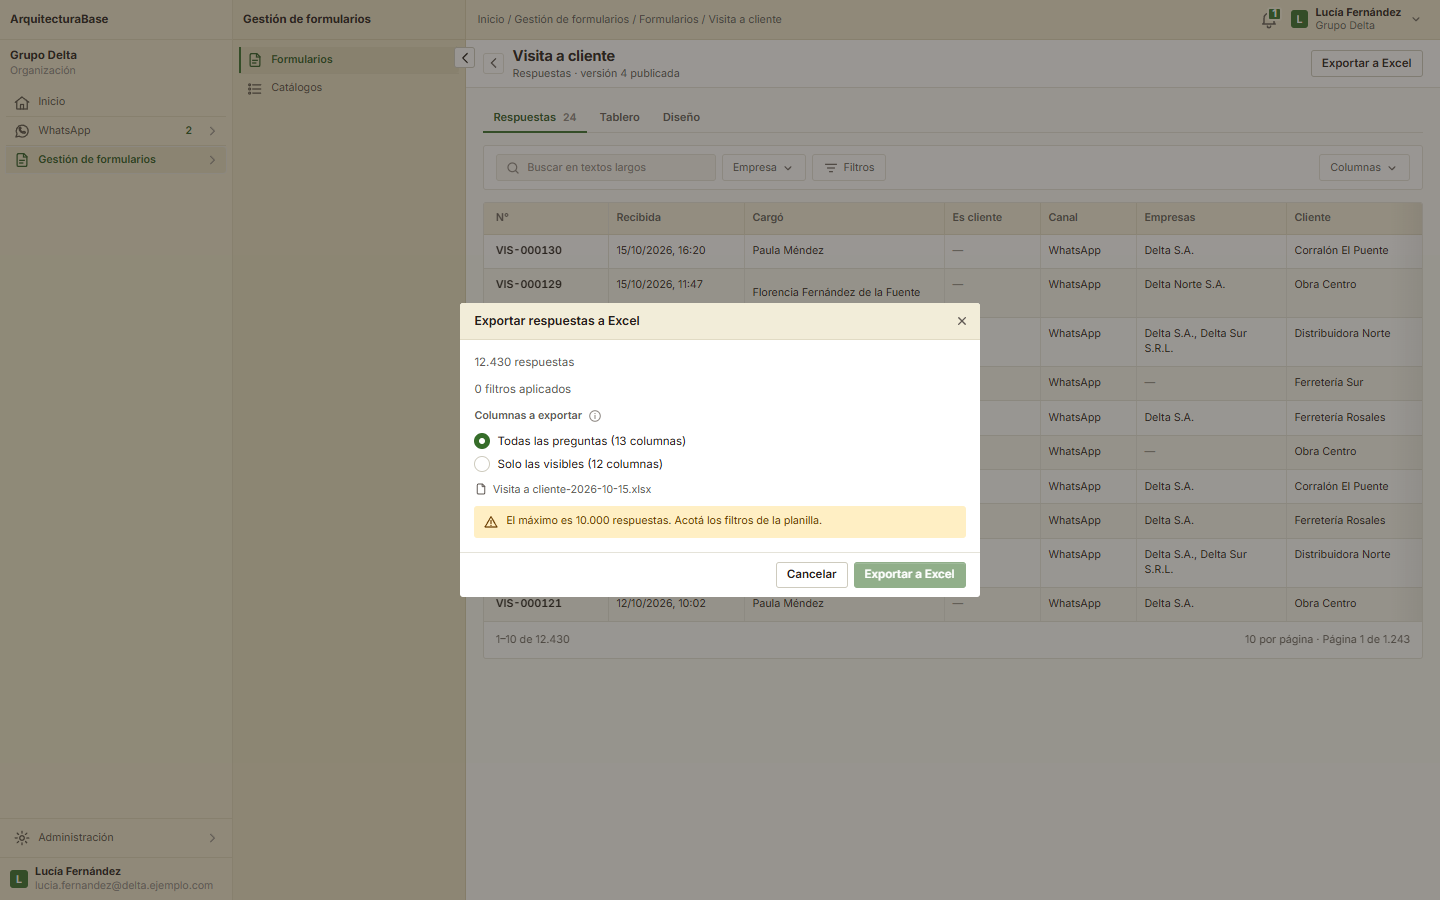 ArquitecturaBase
Grupo Delta
Organización
Inicio
WhatsApp 2
Gestión de formularios
Administración
L Lucía Fernández
lucia.fernandez@delta.ejemplo.com
Gestión de formularios
Formularios
Catálogos
Inicio / Gestión de formularios / Formularios / Visita a cliente
1
L Lucía Fernández
Grupo Delta
Visita a cliente
Respuestas · versión 4 publicada
Exportar a Excel
Respuestas 24 Tablero Diseño
Buscar en textos largos Empresa Filtros Columnas
N° Recibida Cargó Es cliente Canal Empresas Cliente
VIS-000130 15/10/2026, 16:20 Paula Méndez — WhatsApp Delta S.A. Corralón El Puente
VIS-000129 15/10/2026, 11:47 Florencia Fernández de la Fuente — WhatsApp Delta Norte S.A. Obra Centro
WhatsApp Delta S.A., Delta Sur Distribuidora Norte
S.R.L.
WhatsApp — Ferretería Sur
WhatsApp Delta S.A. Ferretería Rosales
WhatsApp — Obra Centro
WhatsApp Delta S.A. Corralón El Puente
WhatsApp Delta S.A. Ferretería Rosales
WhatsApp Delta S.A., Delta Sur Distribuidora Norte
S.R.L.
VIS-000121 12/10/2026, 10:02 Paula Méndez — WhatsApp Delta S.A. Obra Centro
1–10 de 12.430 10 por página · Página 1 de 1.243
Exportar respuestas a Excel
12.430 respuestas
0 filtros aplicados
Columnas a exportar
Todas las preguntas (13 columnas)
Solo las visibles (12 columnas)
Visita a cliente-2026-10-15.xlsx
El máximo es 10.000 respuestas. Acotá los filtros de la planilla.
Cancelar Exportar a Excel